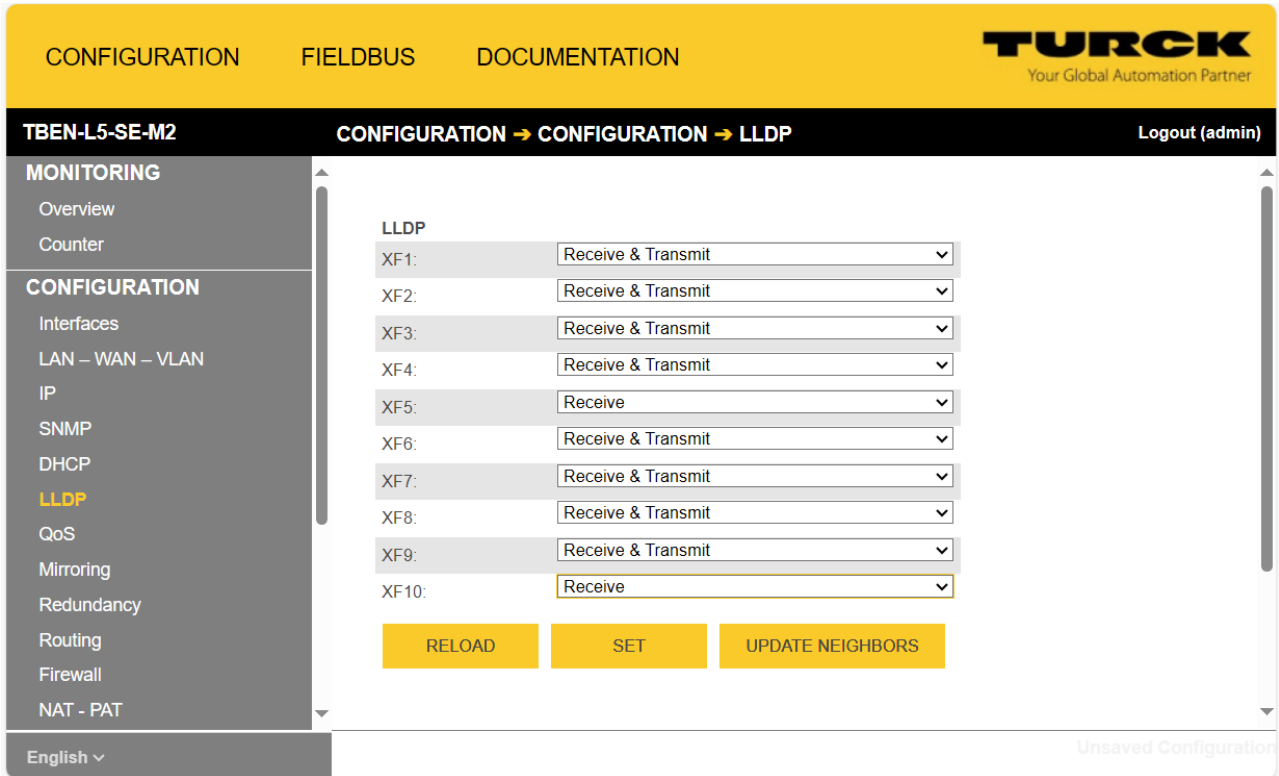 CONFIGURATION FIELDBUS DOCUMENTATION
TURCK
Your Global Automation Partner
TBEN-L5-SE-M2
CONFIGURATION ➔ CONFIGURATION ➔ LLDP
Logout (admin)
MONITORING
Overview
Counter
CONFIGURATION
Interfaces
LAN – WAN – VLAN
IP
SNMP
DHCP
LLDP
QoS
Mirroring
Redundancy
Routing
Firewall
NAT - PAT
English
LLDP
XF1: Receive & Transmit
XF2: Receive & Transmit
XF3: Receive & Transmit
XF4: Receive & Transmit
XF5: Receive
XF6: Receive & Transmit
XF7: Receive & Transmit
XF8: Receive & Transmit
XF9: Receive & Transmit
XF10: Receive
RELOAD SET UPDATE NEIGHBORS
Unsaved Configuration